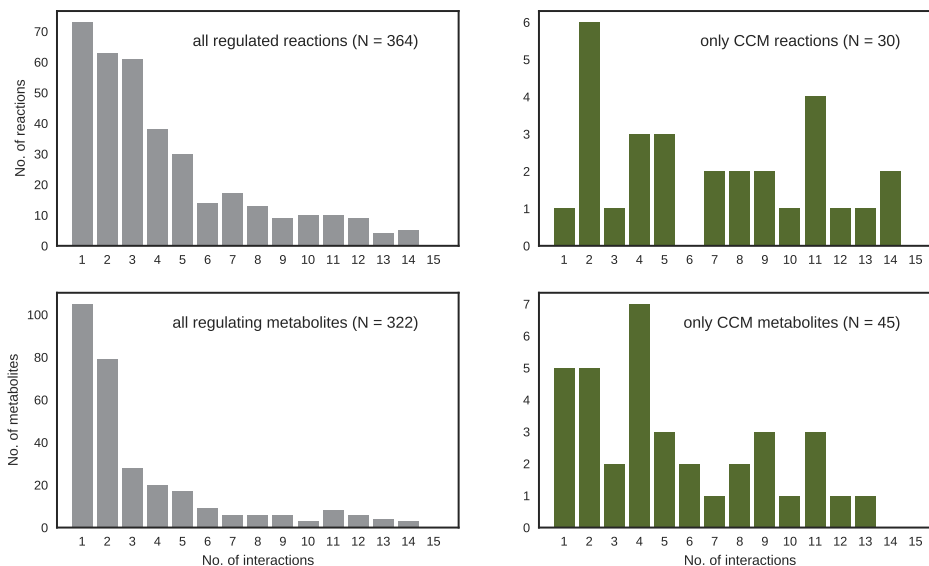 all regulated reactions (N = 364)
No. of reactions
70
60
50
40
30
20
10
0
1 2 3 4 5 6 7 8 9 10 11 12 13 14 15
only CCM reactions (N = 30)
6
5
4
3
2
1
0
1 2 3 4 5 6 7 8 9 10 11 12 13 14 15
all regulating metabolites (N = 322)
No. of metabolites
100
80
60
40
20
0
1 2 3 4 5 6 7 8 9 10 11 12 13 14 15
No. of interactions
only CCM metabolites (N = 45)
7
6
5
4
3
2
1
0
1 2 3 4 5 6 7 8 9 10 11 12 13 14 15
No. of interactions